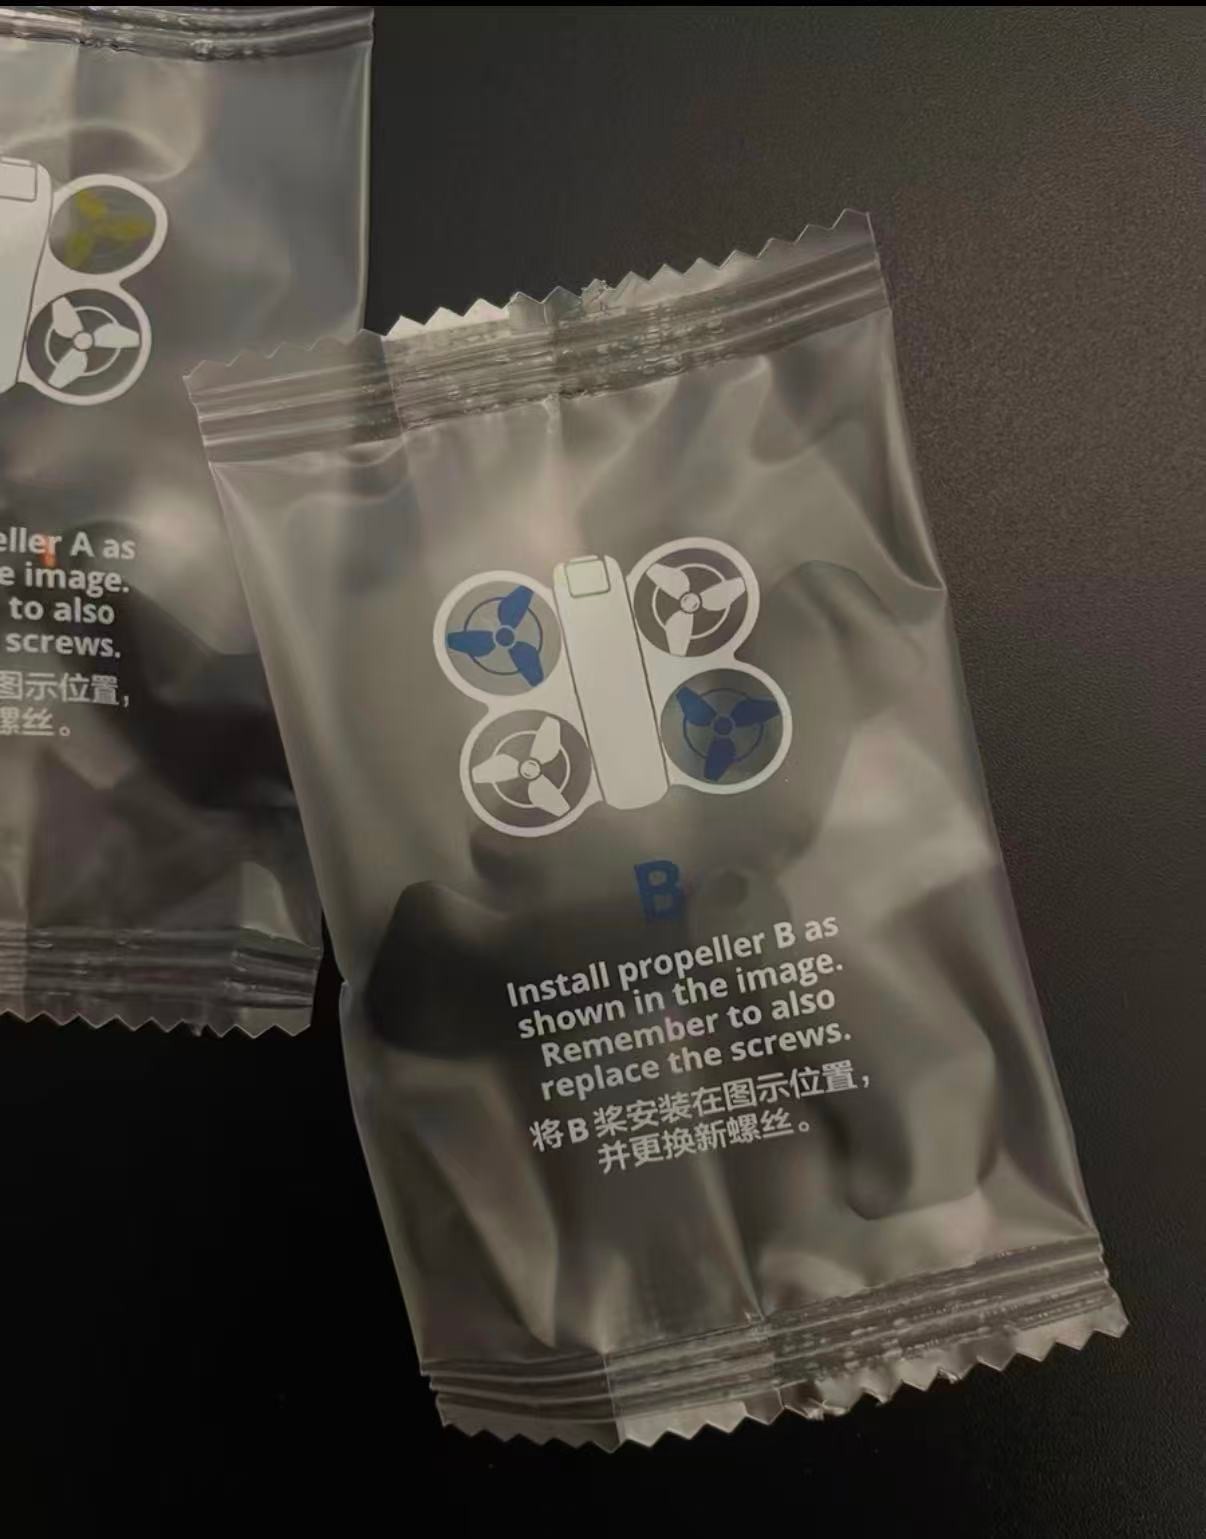 eller A as
e image.
to also
screws.
图示位置，
螺丝。
B
Install propeller B as
shown in the image.
Remember to also
replace the screws.
将 B 桨安装在图示位置，
并更换新螺丝。